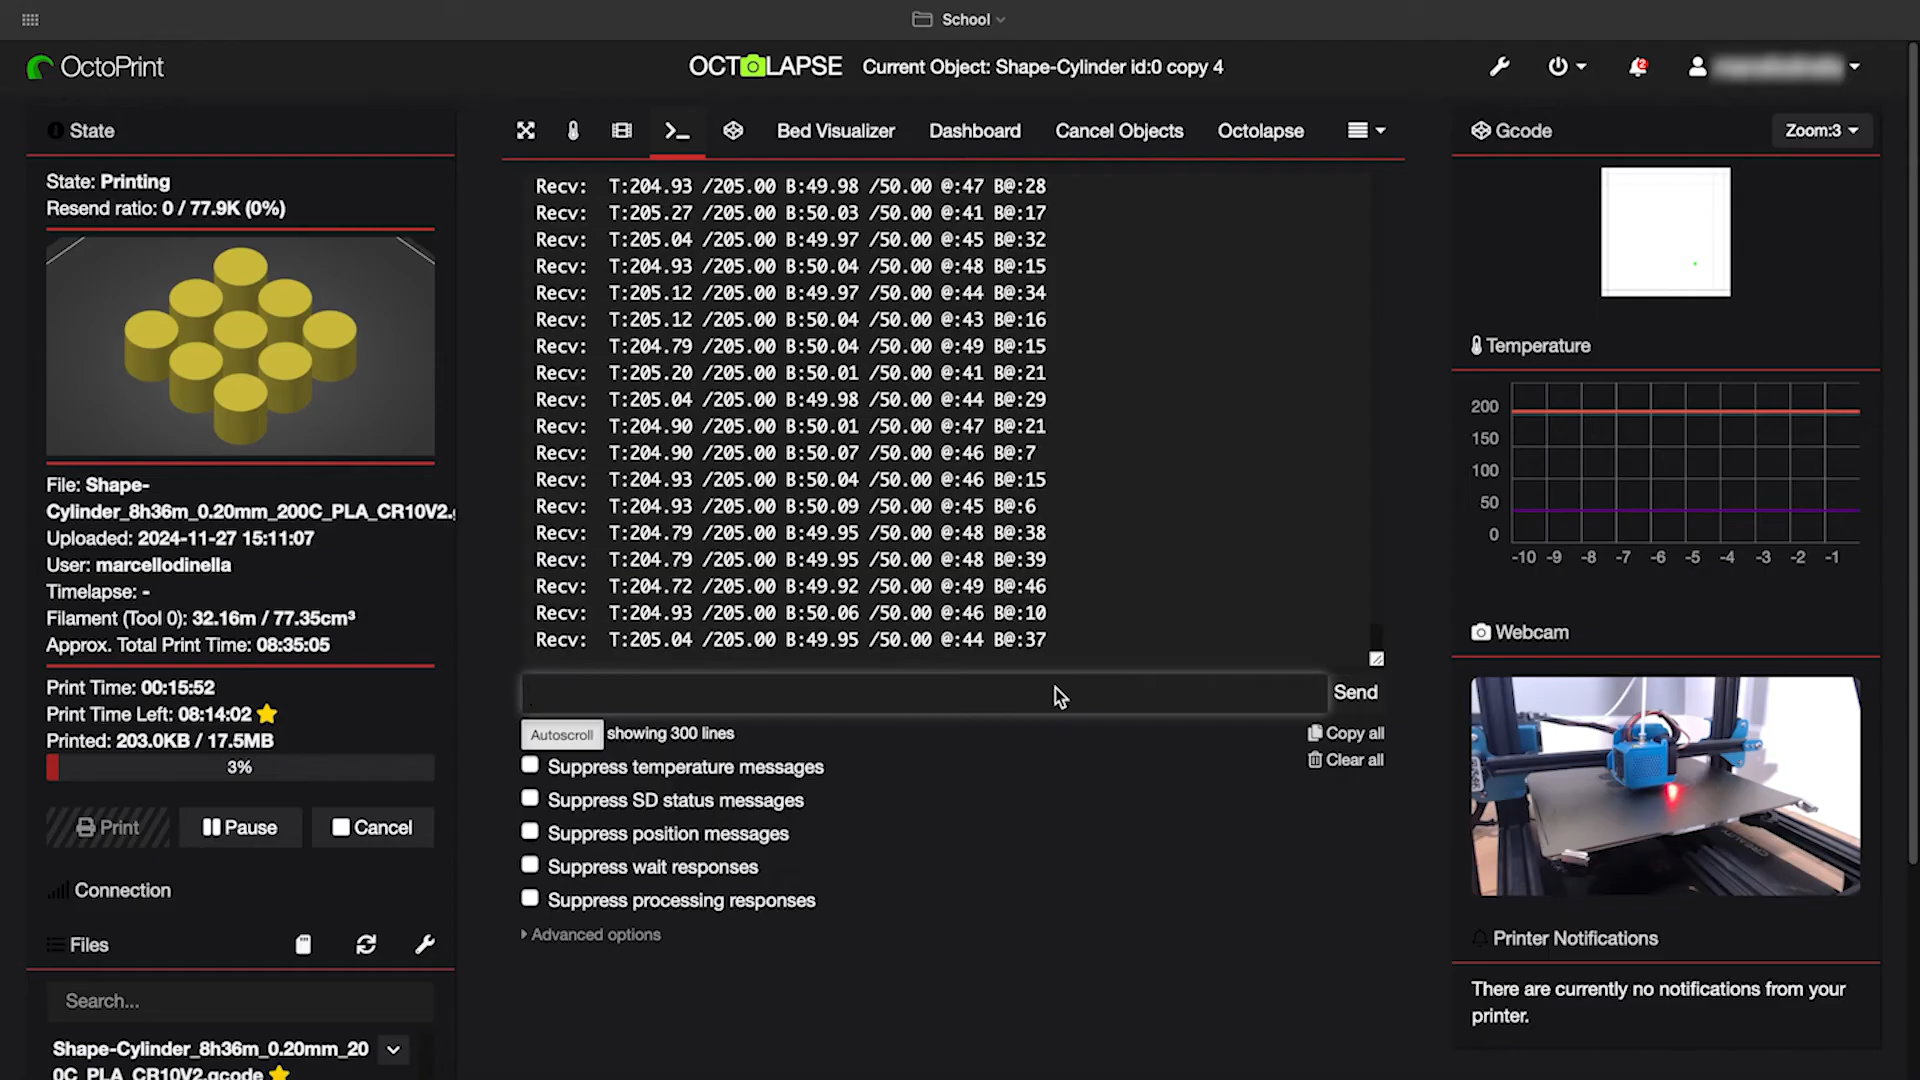 School
OctoPrint
OCTOLAPSE
Current Object: Shape-Cylinder id:0 copy 4
2
State
State: Printing
Resend ratio: 0 / 77.9K (0%)
File: Shape-
Cylinder_8h36m_0.20mm_200C_PLA_CR10V2.
Uploaded: 2024-11-27 15:11:07
User: marcellodinella
Timelapse: -
Filament (Tool 0): 32.16m / 77.35cm³
Approx. Total Print Time: 08:35:05
Print Time: 00:15:52
Print Time Left: 08:14:02
Printed: 203.0KB / 17.5MB
3%
Print
Pause
Cancel
Connection
Files
Search...
Shape-Cylinder_8h36m_0.20mm_20
0C_PLA_CR10V2.gcode
Bed Visualizer
Dashboard
Cancel Objects
Octolapse
Recv: T:204.93 /205.00 B:49.98 /50.00 @:47 B@:28
Recv: T:205.27 /205.00 B:50.03 /50.00 @:41 B@:17
Recv: T:205.04 /205.00 B:49.97 /50.00 @:45 B@:32
Recv: T:204.93 /205.00 B:50.04 /50.00 @:48 B@:15
Recv: T:205.12 /205.00 B:49.97 /50.00 @:44 B@:34
Recv: T:205.12 /205.00 B:50.04 /50.00 @:43 B@:16
Recv: T:204.79 /205.00 B:50.04 /50.00 @:49 B@:15
Recv: T:205.20 /205.00 B:50.01 /50.00 @:41 B@:21
Recv: T:205.04 /205.00 B:49.98 /50.00 @:44 B@:29
Recv: T:204.90 /205.00 B:50.01 /50.00 @:47 B@:21
Recv: T:204.90 /205.00 B:50.07 /50.00 @:46 B@:7
Recv: T:204.93 /205.00 B:50.04 /50.00 @:46 B@:15
Recv: T:204.93 /205.00 B:50.09 /50.00 @:45 B@:6
Recv: T:204.79 /205.00 B:49.95 /50.00 @:48 B@:38
Recv: T:204.79 /205.00 B:49.95 /50.00 @:48 B@:39
Recv: T:204.72 /205.00 B:49.92 /50.00 @:49 B@:46
Recv: T:204.93 /205.00 B:50.06 /50.00 @:46 B@:10
Recv: T:205.04 /205.00 B:49.95 /50.00 @:44 B@:37
Send
Autoscroll showing 300 lines
Copy all
Clear all
Suppress temperature messages
Suppress SD status messages
Suppress position messages
Suppress wait responses
Suppress processing responses
Advanced options
Gcode
Zoom:3
Temperature
200
150
100
50
0
-10 -9 -8 -7 -6 -5 -4 -3 -2 -1
Webcam
Printer Notifications
There are currently no notifications from your
printer.